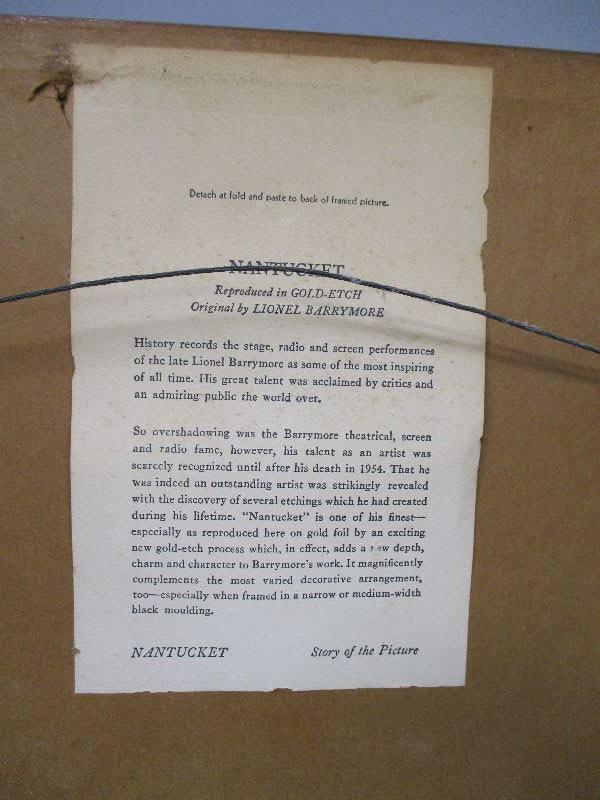 Detach at fold and paste to back of framed picture.
NANTUCKET
Reproduced in GOLD-ETCH
Original by LIONEL BARRYMORE
History records the stage, radio and screen performances
of the late Lionel Barrymore as some of the most inspiring
of all time. His great talent was acclaimed by critics and
an admiring public the world over.
So overshadowing was the Barrymore theatrical, screen
and radio fame, however, his talent as an artist was
scarcely recognized until after his death in 1954. That he
was indeed an outstanding artist was strikingly revealed
with the discovery of several etchings which he had created
during his lifetime. "Nantucket" is one of his finest—
especially as reproduced here on gold foil by an exciting
new gold-etch process which, in effect, adds a new depth,
charm and character to Barrymore's work. It magnificently
complements the most varied decorative arrangement,
too—especially when framed in a narrow or medium-width
black moulding.
NANTUCKET Story of the Picture